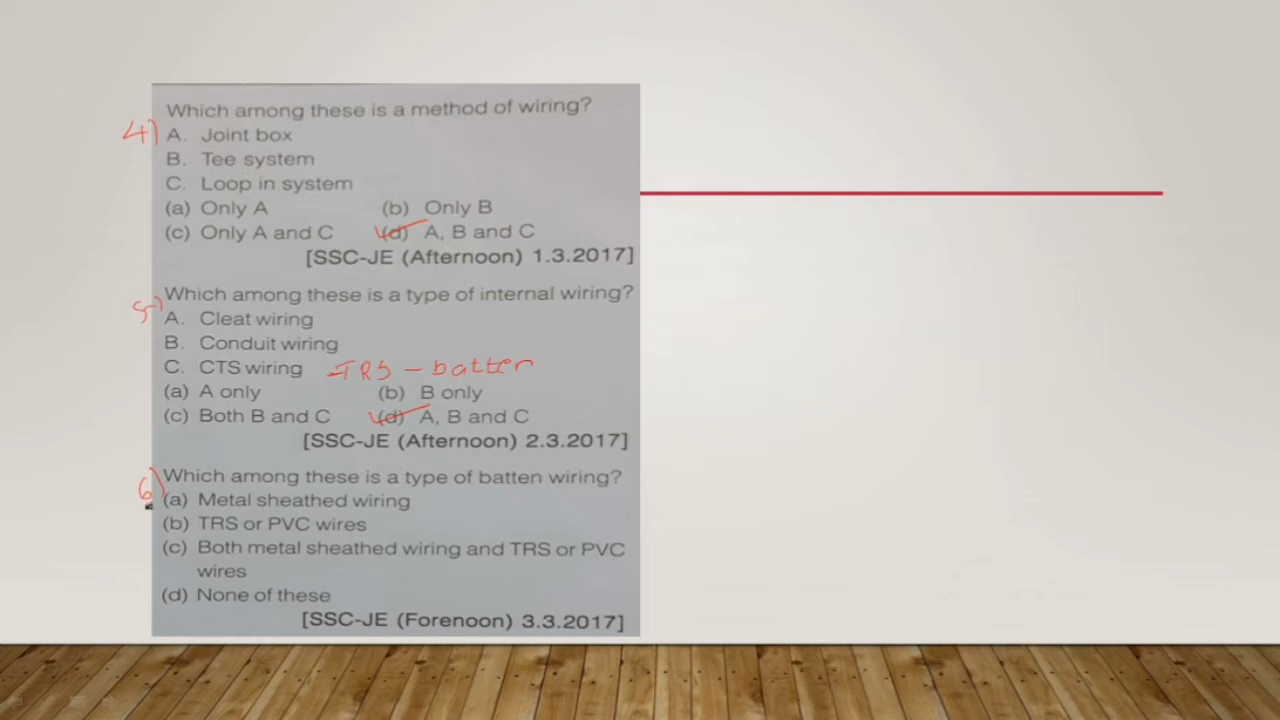 Which among these is a method of wiring?
4) A. Joint box
B. Tee system
C. Loop in system
(a) Only A (b) Only B
(c) Only A and C (d) A, B and C
[SSC-JE (Afternoon) 1.3.2017]
5) Which among these is a type of internal wiring?
A. Cleat wiring
B. Conduit wiring
C. CTS wiring - TRS - batten
(a) A only (b) B only
(c) Both B and C (d) A, B and C
[SSC-JE (Afternoon) 2.3.2017]
6) Which among these is a type of batten wiring?
(a) Metal sheathed wiring
(b) TRS or PVC wires
(c) Both metal sheathed wiring and TRS or PVC
wires
(d) None of these
[SSC-JE (Forenoon) 3.3.2017]